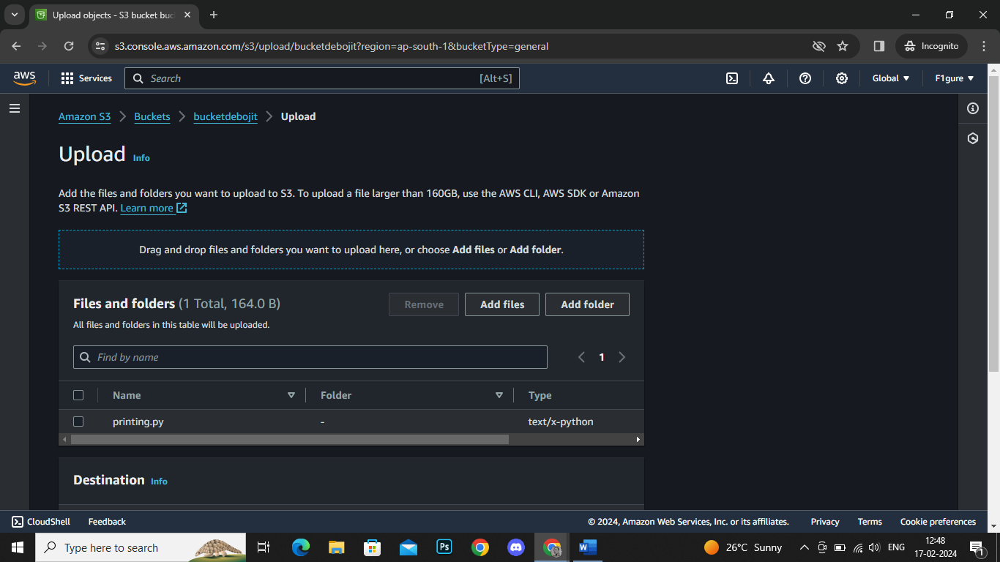 Upload objects - S3 bucket buc
s3.console.aws.amazon.com/s3/upload/bucketdebojit?region=ap-south-1&bucketType=general
Incognito
aws
Services
Search
[Alt+S]
Global
F1gure
Amazon S3 > Buckets > bucketdebojit > Upload
Upload Info
Add the files and folders you want to upload to S3. To upload a file larger than 160GB, use the AWS CLI, AWS SDK or Amazon
S3 REST API. Learn more
Drag and drop files and folders you want to upload here, or choose Add files or Add folder.
Files and folders (1 Total, 164.0 B)
Remove
Add files
Add folder
All files and folders in this table will be uploaded.
Find by name
1
Name
Folder
Type
printing.py
-
text/x-python
Destination Info
CloudShell
Feedback
© 2024, Amazon Web Services, Inc. or its affiliates.
Privacy
Terms
Cookie preferences
Type here to search
Ps
W
26°C Sunny
ENG
12:48
17-02-2024
1